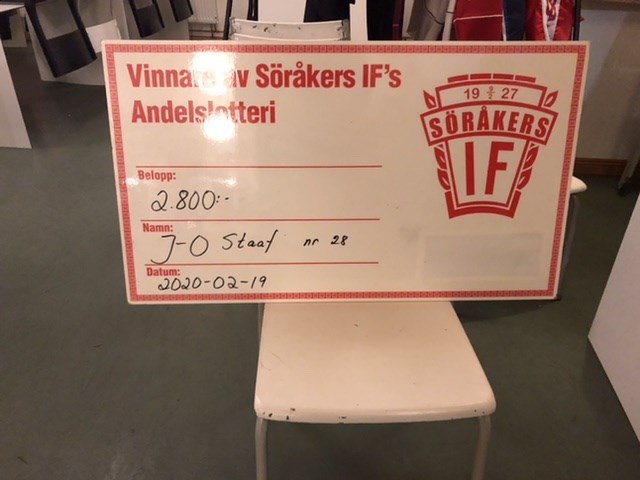 Vinnare av Söråkers IF's
Andelslotteri
Belopp:
2.800:-
Namn:
J-O Staaf nr 28
Datum:
2020-02-19
19 27
SÖRÅKERS
IF